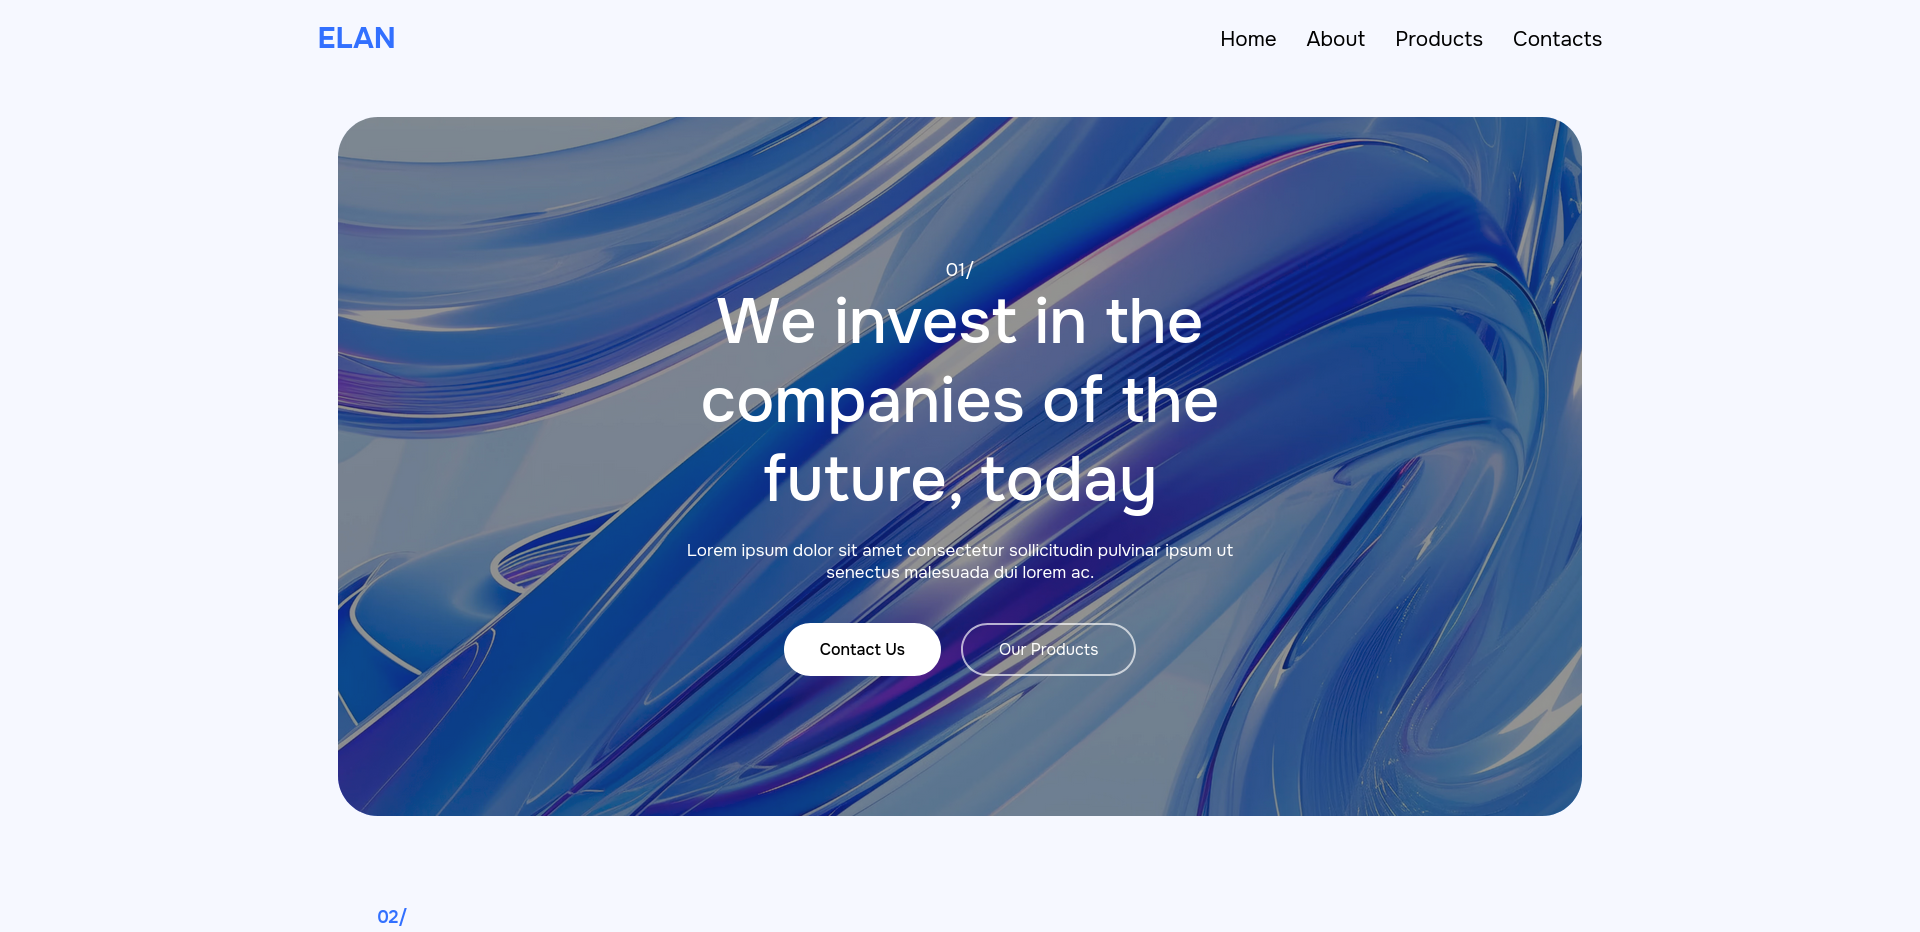 ELAN
Home About Products Contacts
01/
We invest in the
companies of the
future, today
Lorem ipsum dolor sit amet consectetur sollicitudin pulvinar ipsum ut
senectus malesuada dui lorem ac.
Contact Us
Our Products
02/